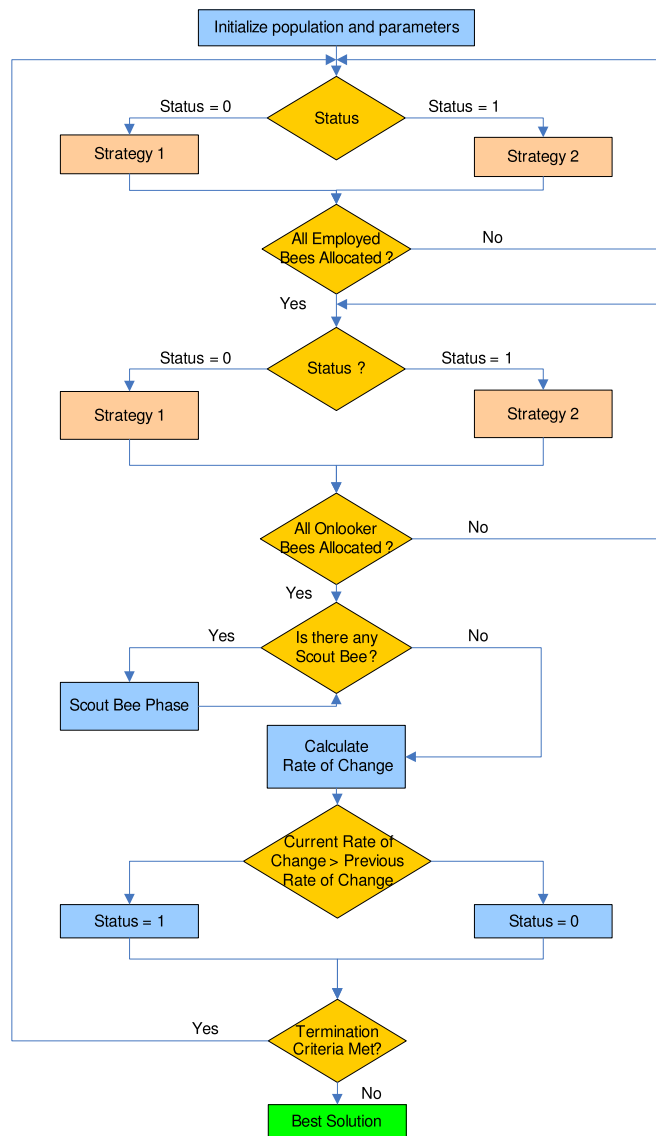 Initialize population and parameters
Status
Status = 0
Status = 1
Strategy 1
Strategy 2
All Employed
Bees Allocated ?
No
Yes
Status ?
Status = 0
Status = 1
Strategy 1
Strategy 2
All Onlooker
Bees Allocated ?
No
Yes
Is there any
Scout Bee?
Yes
No
Scout Bee Phase
Calculate
Rate of Change
Current Rate of
Change > Previous
Rate of Change
Status = 1
Status = 0
Termination
Criteria Met?
Yes
No
Best Solution